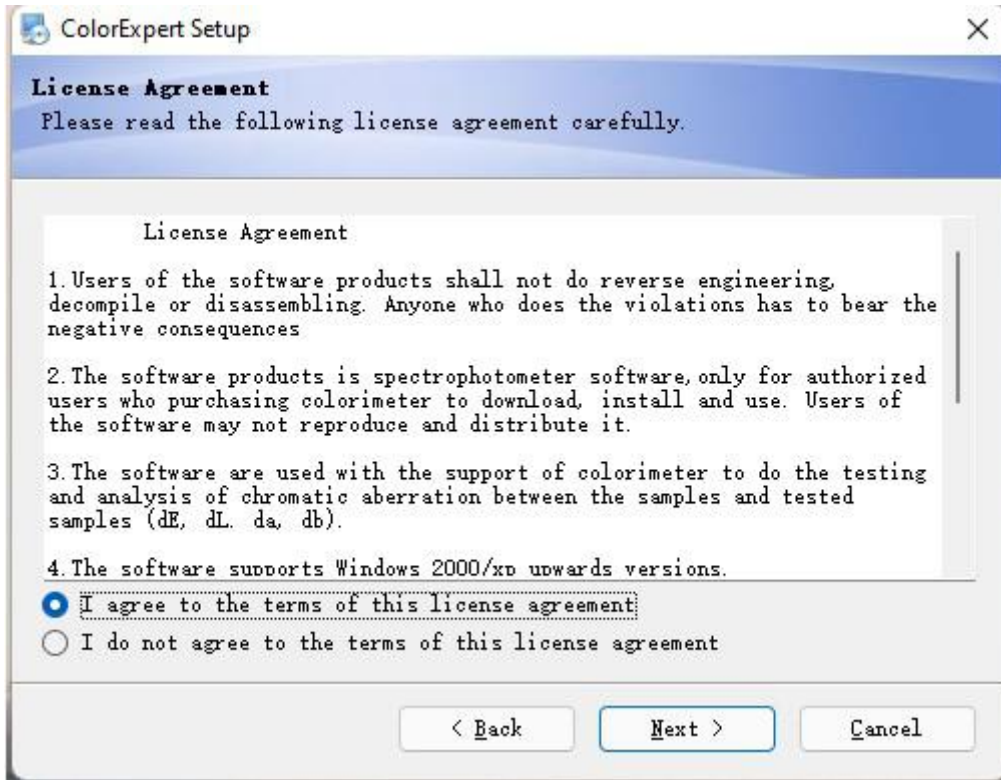 ColorExpert Setup
License Agreement
Please read the following license agreement carefully.
License Agreement
1.Users of the software products shall not do reverse engineering,
decompile or disassembling. Anyone who does the violations has to bear the
negative consequences
2.The software products is spectrophotometer software,only for authorized
users who purchasing colorimeter to download, install and use. Users of
the software may not reproduce and distribute it.
3.The software are used with the support of colorimeter to do the testing
and analysis of chromatic aberration between the samples and tested
samples (dE, dL. da, db).
4.The software supports Windows 2000/xp upwards versions.
I agree to the terms of this license agreement
I do not agree to the terms of this license agreement
< Back Next > Cancel